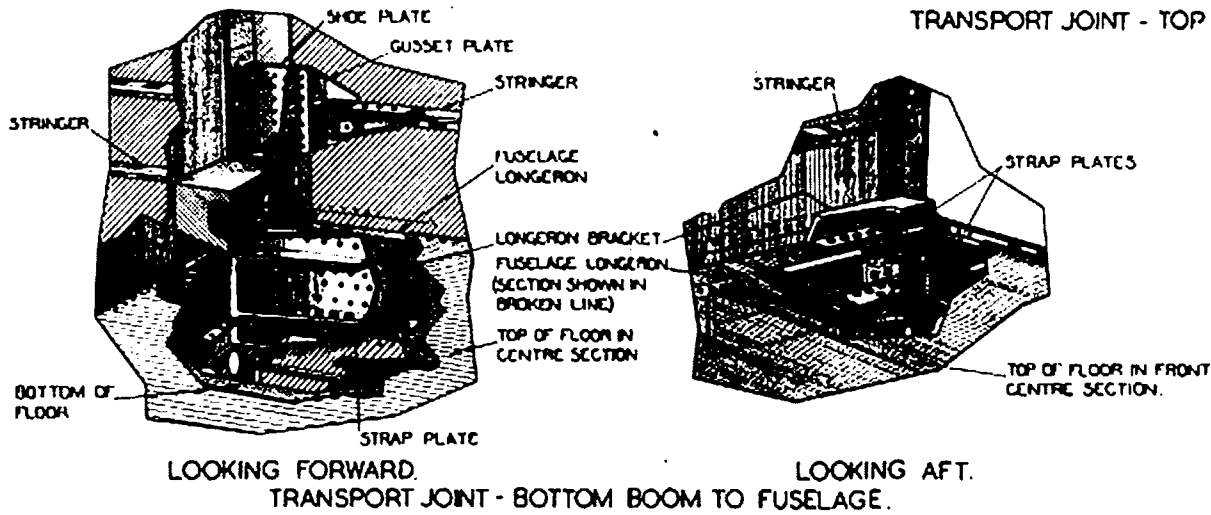 SHOE PLATE
TRANSPORT JOINT - TOP
GUSSET PLATE
STRINGER
STRINGER
STRINGER
FUSELAGE
LONGERON
STRAP PLATES
LONGERON BRACKET
FUSELAGE LONGERON
(SECTION SHOWN IN
BROKEN LINE)
TOP OF FLOOR IN
CENTRE SECTION
TOP OF FLOOR IN FRONT
CENTRE SECTION.
BOTTOM OF
FLOOR
STRAP PLATE
LOOKING FORWARD.
LOOKING AFT.
TRANSPORT JOINT - BOTTOM BOOM TO FUSELAGE.